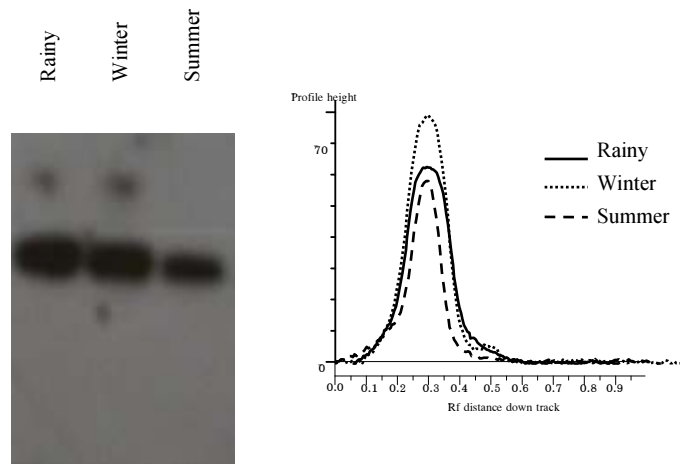 Rainy
Winter
Summer
Profile height
70
0
0.0 0.1 0.2 0.3 0.4 0.5 0.6 0.7 0.8 0.9
Rf distance down track
Rainy
Winter
Summer